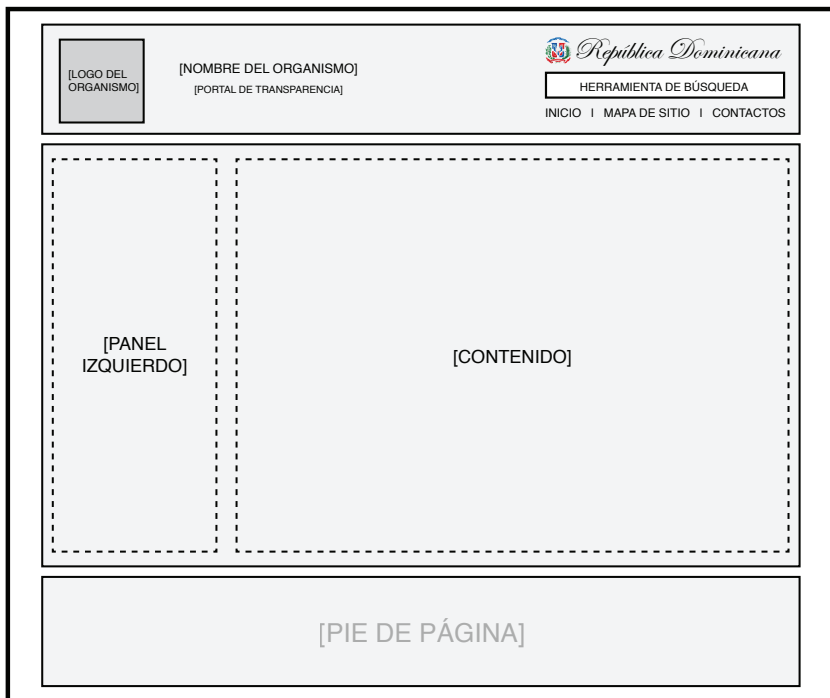 [LOGO DEL
ORGANISMO]
[NOMBRE DEL ORGANISMO]
[PORTAL DE TRANSPARENCIA]
República Dominicana
HERRAMIENTA DE BÚSQUEDA
INICIO I MAPA DE SITIO I CONTACTOS
[PANEL
IZQUIERDO]
[CONTENIDO]
[PIE DE PÁGINA]